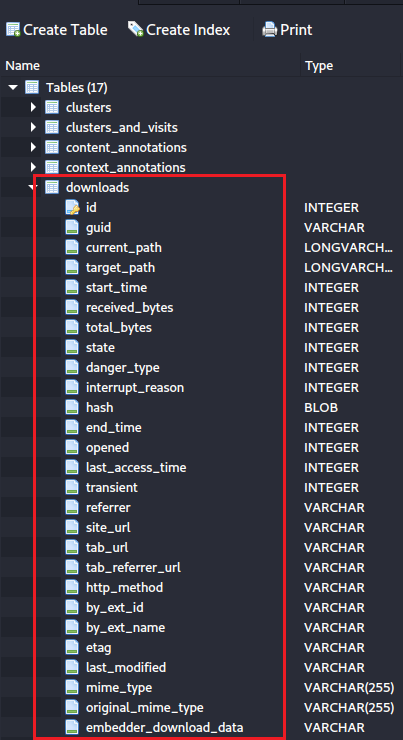 Create Table Create Index Print
Name Type
Tables (17)
clusters
clusters_and_visits
content_annotations
context_annotations
downloads
id INTEGER
guid VARCHAR
current_path LONGVARCH...
target_path LONGVARCH...
start_time INTEGER
received_bytes INTEGER
total_bytes INTEGER
state INTEGER
danger_type INTEGER
interrupt_reason INTEGER
hash BLOB
end_time INTEGER
opened INTEGER
last_access_time INTEGER
transient INTEGER
referrer VARCHAR
site_url VARCHAR
tab_url VARCHAR
tab_referrer_url VARCHAR
http_method VARCHAR
by_ext_id VARCHAR
by_ext_name VARCHAR
etag VARCHAR
last_modified VARCHAR
mime_type VARCHAR(255)
original_mime_type VARCHAR(255)
embedder_download_data VARCHAR